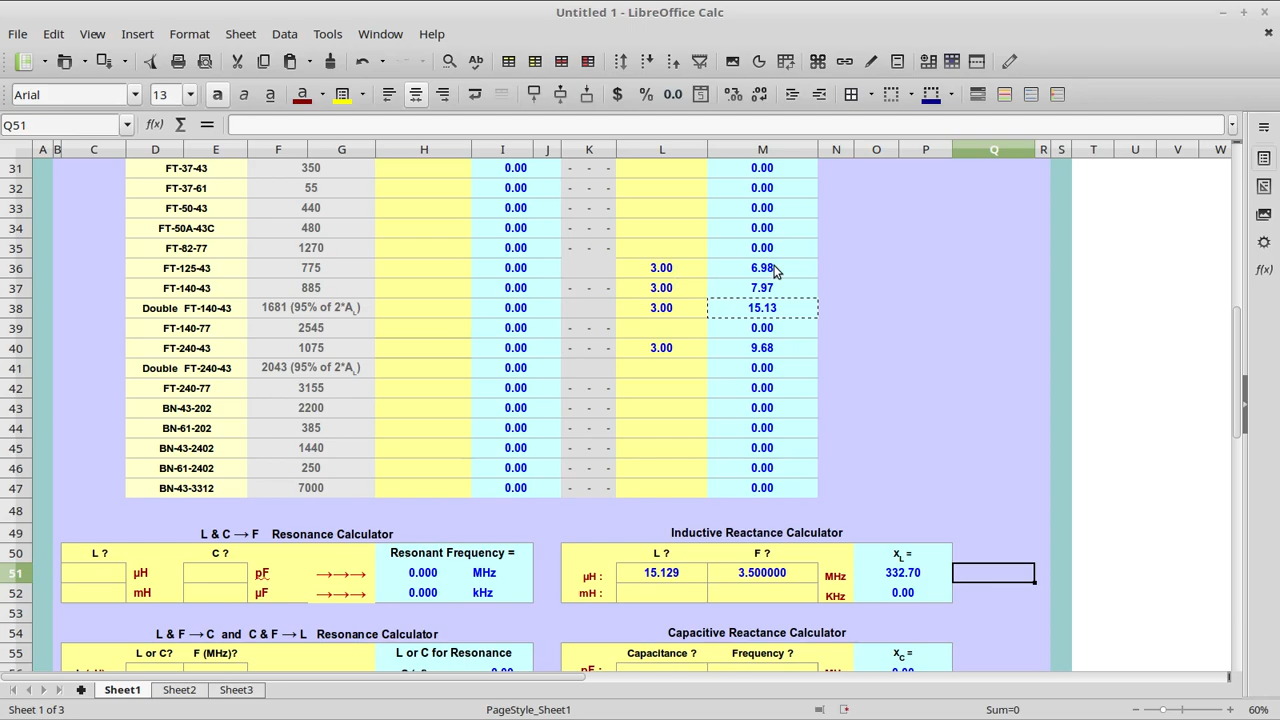 Untitled 1 - LibreOffice Calc
File Edit View Insert Format Sheet Data Tools Window Help
Arial 13
Q51
A B C D E F G H I J K L M N O P Q R S T U V W
31 FT-37-43 350 0.00 - - - 0.00
32 FT-37-61 55 0.00 - - - 0.00
33 FT-50-43 440 0.00 - - - 0.00
34 FT-50A-43C 480 0.00 - - - 0.00
35 FT-82-77 1270 0.00 - - - 0.00
36 FT-125-43 775 0.00 3.00 6.98
37 FT-140-43 885 0.00 - - - 3.00 7.97
38 Double FT-140-43 1681 (95% of 2*AL) 0.00 3.00 15.13
39 FT-140-77 2545 0.00 - - - 0.00
40 FT-240-43 1075 0.00 - - - 3.00 9.68
41 Double FT-240-43 2043 (95% of 2*AL) 0.00 0.00
42 FT-240-77 3155 0.00 - - - 0.00
43 BN-43-202 2200 0.00 - - - 0.00
44 BN-61-202 385 0.00 - - - 0.00
45 BN-43-2402 1440 0.00 - - - 0.00
46 BN-61-2402 250 0.00 - - - 0.00
47 BN-43-3312 7000 0.00 - - - 0.00
48
49 L & C → F Resonance Calculator Inductive Reactance Calculator
50 L ? C ? Resonant Frequency = L ? F ? XL =
51 μH pF →→→ 0.000 MHz μH : 15.129 3.500000 MHz 332.70
52 mH μF →→→ 0.000 kHz mH : KHz 0.00
53
54 L & F → C and C & F → L Resonance Calculator Capacitive Reactance Calculator
55 L or C? F (MHz)? L or C for Resonance Capacitance ? Frequency ? XC =
Sheet1 Sheet2 Sheet3
Sheet 1 of 3 PageStyle_Sheet1 Sum=0 60%